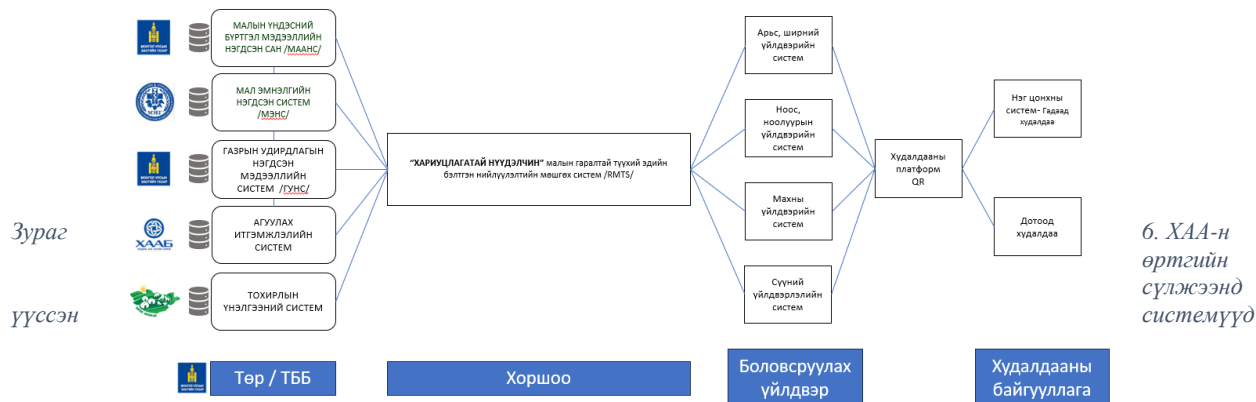 МАЛЫН ҮНДЭСНИЙ
БҮРТГЭЛ МЭДЭЭЛЛИЙН
НЭГДСЭН САН /МААНС/
МАЛ ЭМНЭЛГИЙН
НЭГДСЭН СИСТЕМ
/МЭНС/
ГАЗРЫН УДИРДЛАГЫН
НЭГДСЭН
МЭДЭЭЛЛИЙН
СИСТЕМ /ГУНС/
ХААБ
АГУУЛАХ
ИТГЭМЖЛЭЛИЙН
СИСТЕМ
ТОХИРЛЫН
ҮНЭЛГЭЭНИЙ СИСТЕМ
"ХАРИУЦЛАГАТАЙ НҮҮДЭЛЧИН" малын гаралтай түүхий эдийн
бэлтгэн нийлүүлэлтийн мөшгөх систем /RMTS/
Арьс, ширний
үйлдвэрийн
систем
Ноос,
ноолуурын
үйлдвэрийн
систем
Махны
үйлдвэрийн
систем
Сүүний
үйлдвэрлэлийн
систем
Худалдааны
платформ
QR
Нэг цонхны
систем- Гадаад
худалдаа
Дотоод
худалдаа
Зураг 6. ХАА-н
өртгийн
сүлжээнд
үүссэн системүүд
Төр / ТББ
Хоршоо
Боловсруулах
үйлдвэр
Худалдааны
байгууллага